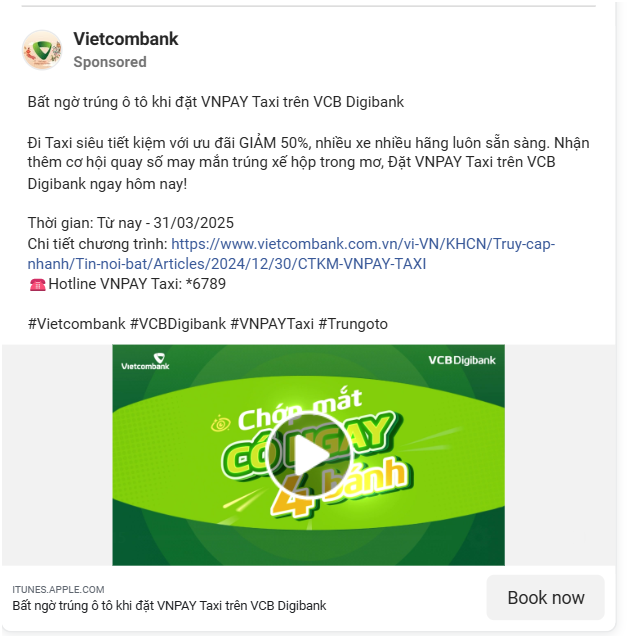 Vietcombank
Sponsored
Bất ngờ trúng ô tô khi đặt VNPAY Taxi trên VCB Digibank
Đi Taxi siêu tiết kiệm với ưu đãi GIẢM 50%, nhiều xe nhiều hãng luôn sẵn sàng. Nhận
thêm cơ hội quay số may mắn trúng xế hộp trong mơ, Đặt VNPAY Taxi trên VCB
Digibank ngay hôm nay!
Thời gian: Từ nay - 31/03/2025
Chi tiết chương trình: https://www.vietcombank.com.vn/vi-VN/KHCN/Truy-cap-
nhanh/Tin-noi-bat/Articles/2024/12/30/CTKM-VNPAY-TAXI
☎️Hotline VNPAY Taxi: *6789
#Vietcombank #VCBDigibank #VNPAYTaxi #Trungoto
Vietcombank
VCB Digibank
Chớp mắt
CÓ NGAY
4 bánh
ITUNES.APPLE.COM
Bất ngờ trúng ô tô khi đặt VNPAY Taxi trên VCB Digibank
Book now